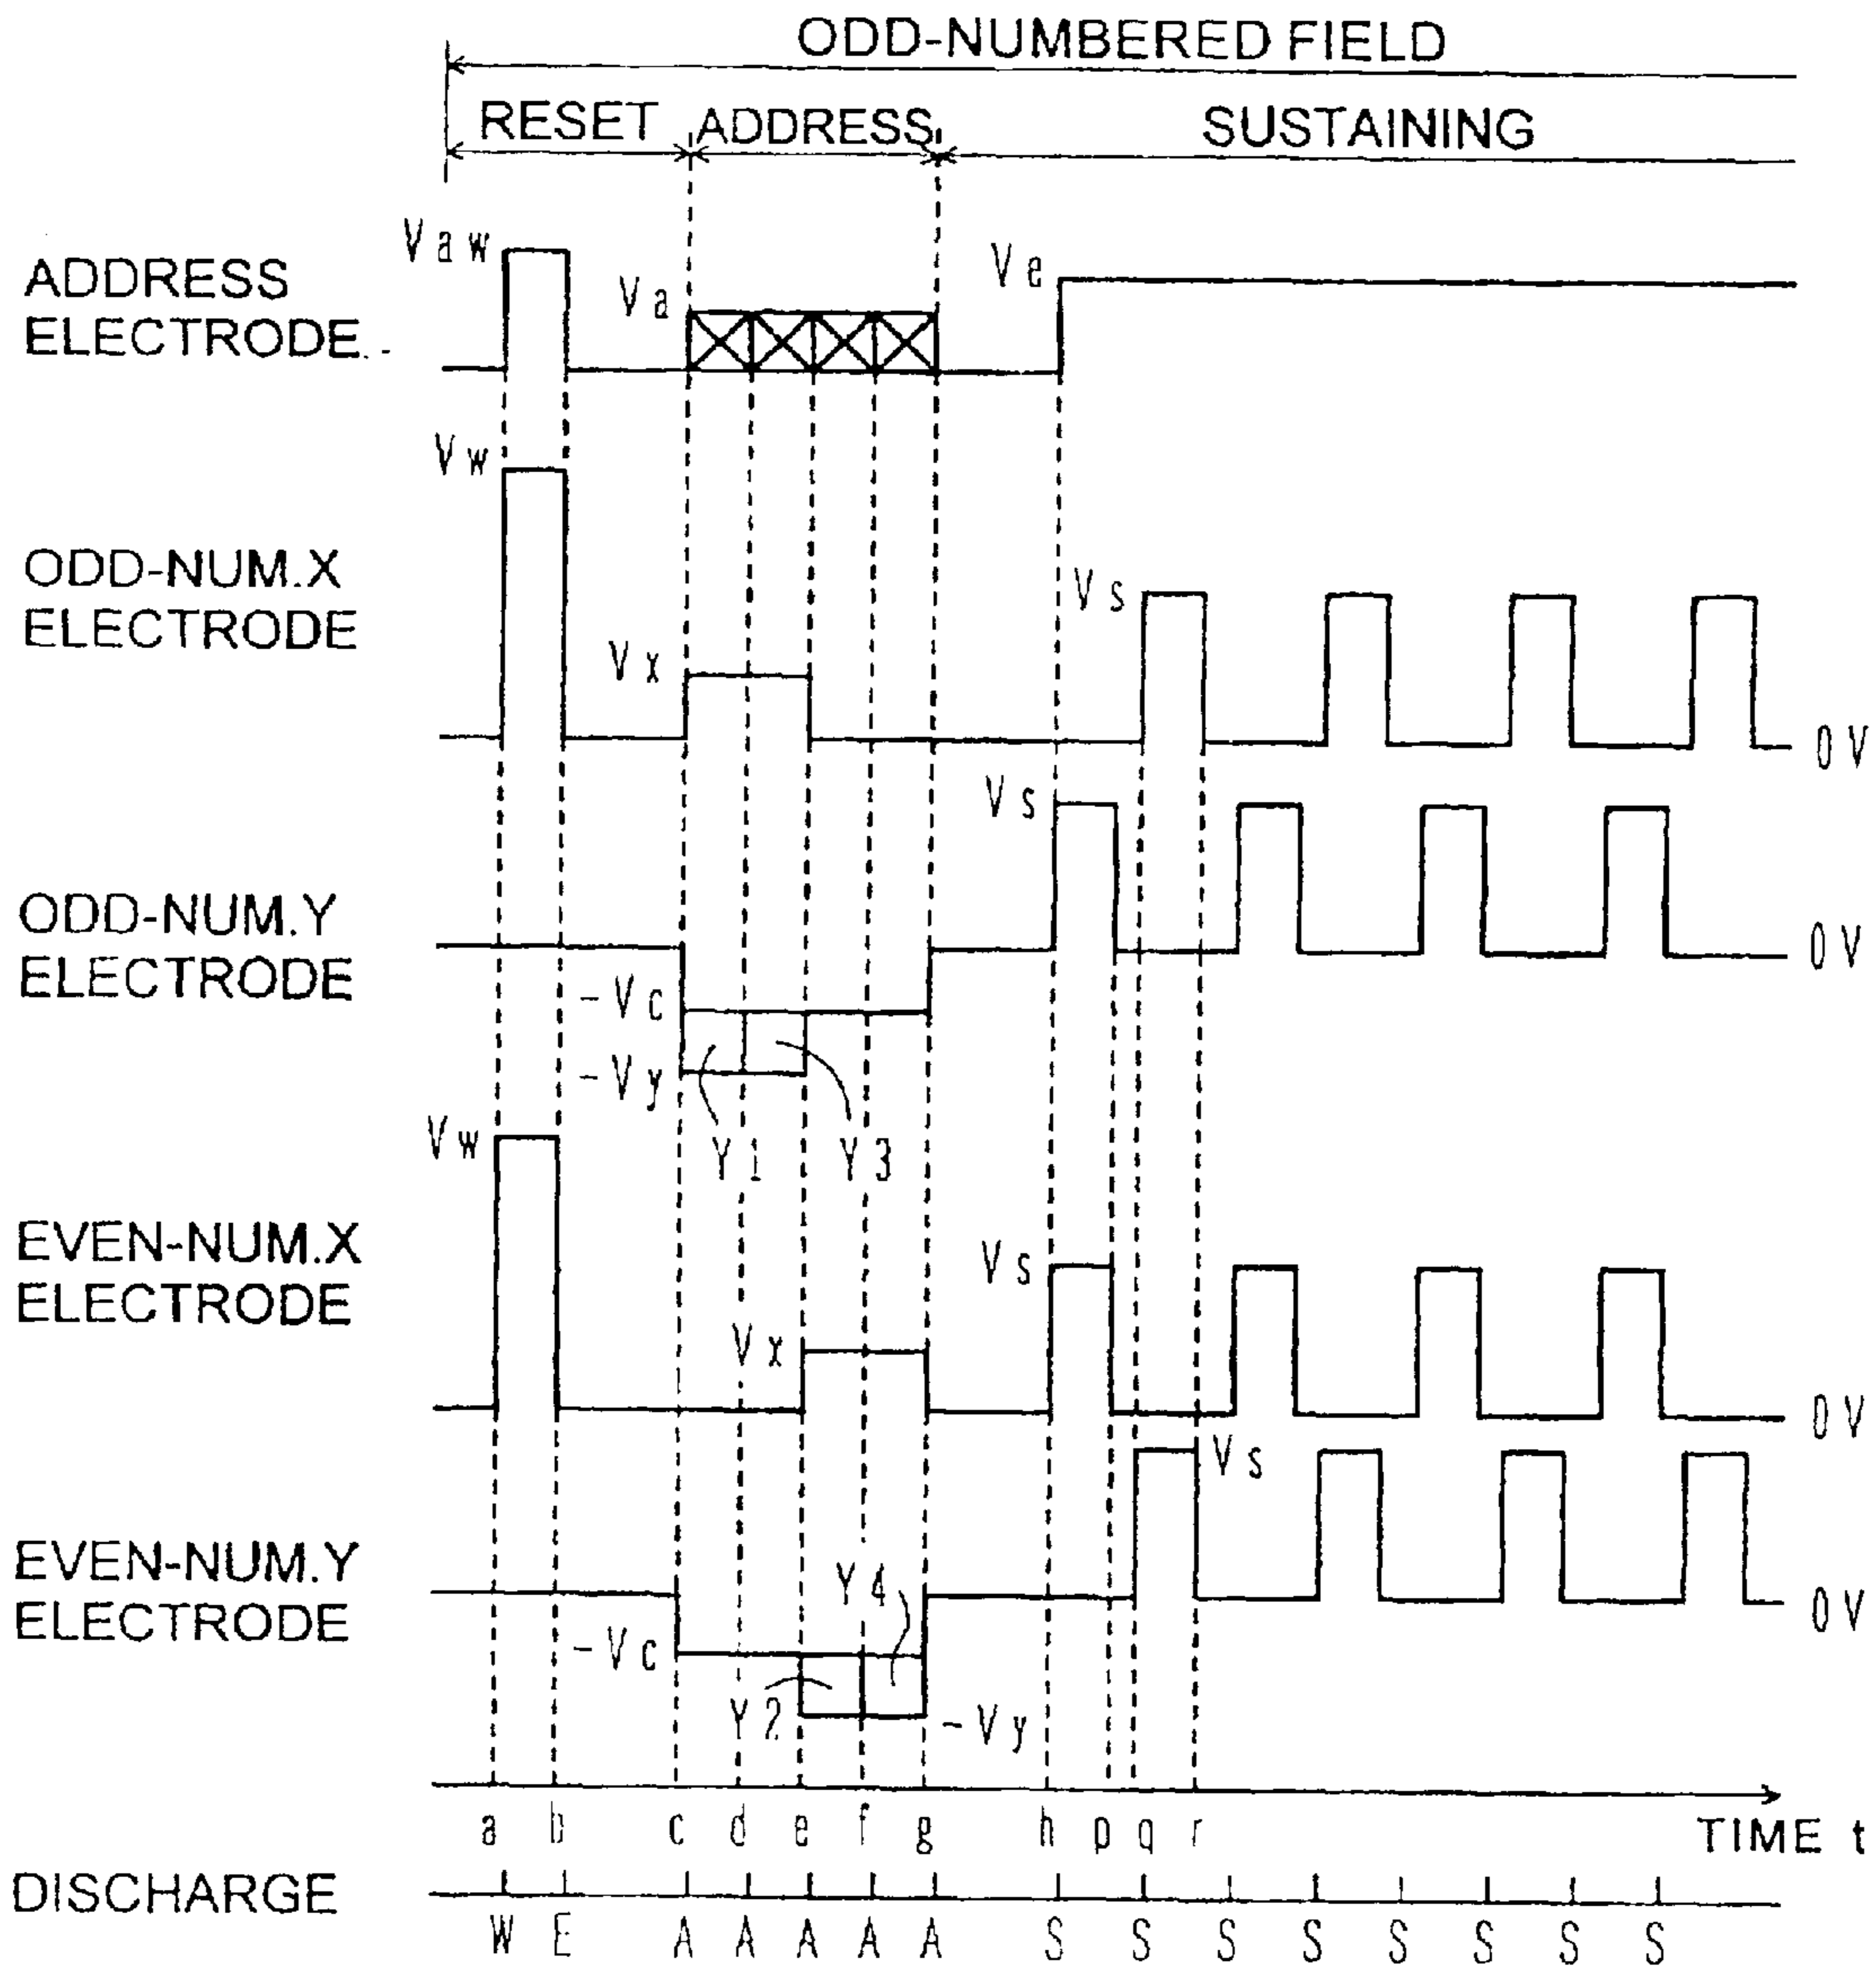 ODD-NUMBERED FIELD
RESET ADDRESS SUSTAINING
Vaw
Va
Ve
ADDRESS
ELECTRODE
Vw
ODD-NUM.X
ELECTRODE
Vx
Vs
0V
Vs
ODD-NUM.Y
ELECTRODE
0V
-Vc
-Vy
Y1 Y3
Vw
EVEN-NUM.X
ELECTRODE
Vs
Vx
0V
Vs
EVEN-NUM.Y
ELECTRODE
Y4
0V
-Vc
Y2
-Vy
a b c d e f g h p q r
TIME t
DISCHARGE
W E A A A A A S S S S S S S S